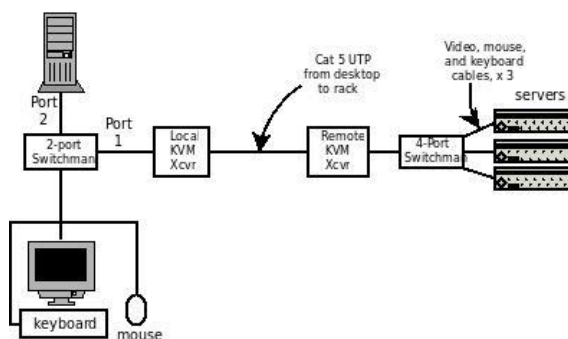 Cat 5 UTP
from desktop
to rack
Video, mouse,
and keyboard
cables, x 3
servers
Port
2
Port
1
2-port
Switchman
Local
KVM
Xcvr
Remote
KVM
Xcvr
4-Port
Switchman
keyboard
mouse